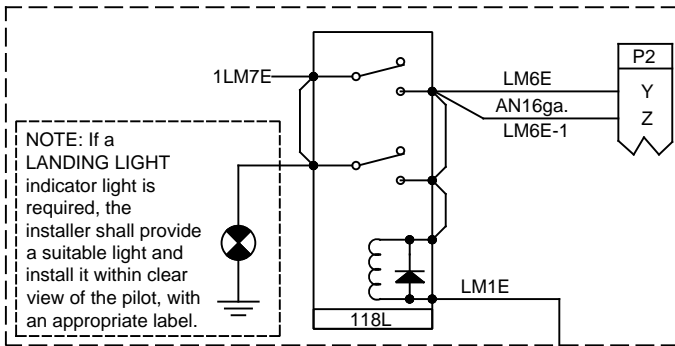 P2
1LM7E
LM6E
Y
AN16ga.
Z
LM6E-1
NOTE: If a
LANDING LIGHT
indicator light is
required, the
installer shall provide
a suitable light and
install it within clear
view of the pilot, with
an appropriate label.
LM1E
118L